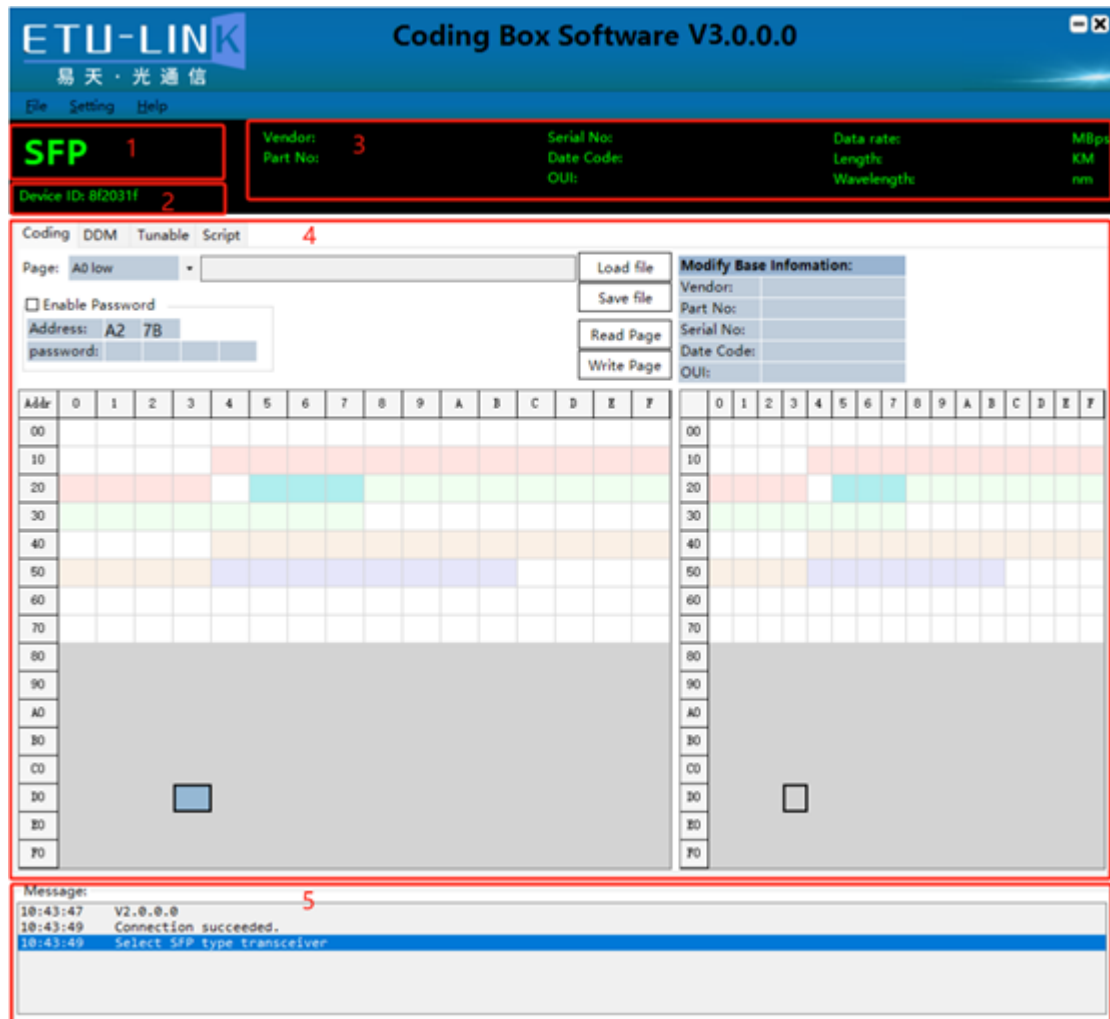 ETU-LINK
易天·光通信
Coding Box Software V3.0.0.0
File Setting Help
SFP 1
Device ID: 8f2031f 2
Vendor: 3 Serial No: Data rate: MBps
Part No: Date Code: Length: KM
OUI: Wavelength: nm
Coding DDM Tunable Script 4
Page: A0 low Load file
Save file
Enable Password
Address: A2 7B
password:
Read Page
Write Page
Modify Base Infomation:
Vendor:
Part No:
Serial No:
Date Code:
OUI:
Addr 0 1 2 3 4 5 6 7 8 9 A B C D E F
00
10
20
30
40
50
60
70
80
90
A0
B0
C0
D0
E0
F0
0 1 2 3 4 5 6 7 8 9 A B C D E F
00
10
20
30
40
50
60
70
80
90
A0
B0
C0
D0
E0
F0
Message: 5
10:43:47 V2.0.0.0
10:43:49 Connection succeeded.
10:43:49 Select SFP type transceiver